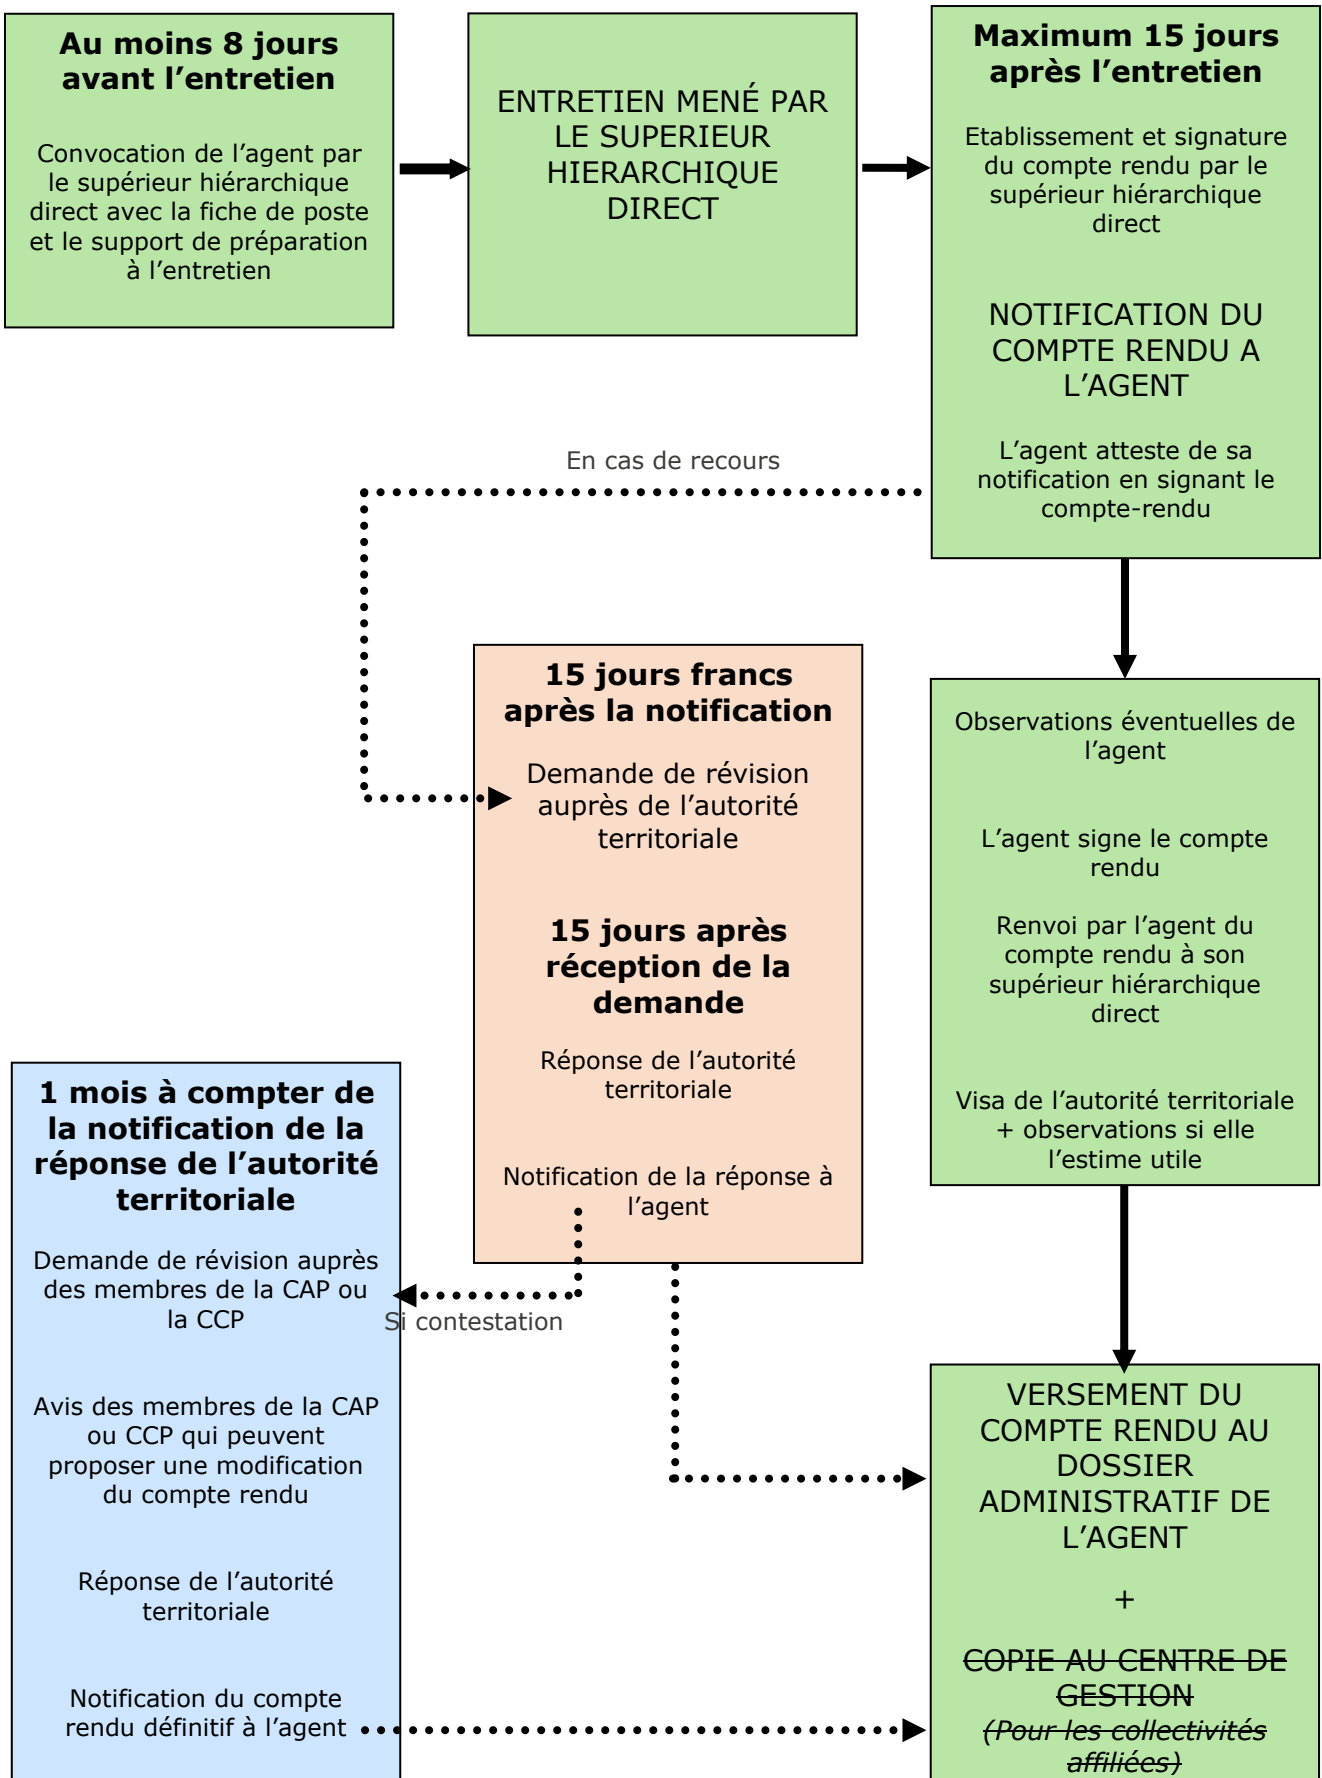 Au moins 8 jours
avant l’entretien
Convocation de l’agent par
le supérieur hiérarchique
direct avec la fiche de poste
et le support de préparation
à l’entretien
ENTRETIEN MENÉ PAR
LE SUPERIEUR
HIERARCHIQUE
DIRECT
Maximum 15 jours
après l’entretien
Etablissement et signature
du compte rendu par le
supérieur hiérarchique
direct
NOTIFICATION DU
COMPTE RENDU A
L’AGENT
L’agent atteste de sa
notification en signant le
compte-rendu
En cas de recours
15 jours francs
après la notification
Demande de révision
auprès de l’autorité
territoriale
15 jours après
réception de la
demande
Réponse de l’autorité
territoriale
Notification de la réponse à
l’agent
Observations éventuelles de
l’agent
L’agent signe le compte
rendu
Renvoi par l’agent du
compte rendu à son
supérieur hiérarchique
direct
Visa de l’autorité territoriale
+ observations si elle
l’estime utile
1 mois à compter de
la notification de la
réponse de l’autorité
territoriale
Demande de révision auprès
des membres de la CAP ou
la CCP
Si contestation
Avis des membres de la CAP
ou CCP qui peuvent
proposer une modification
du compte rendu
Réponse de l’autorité
territoriale
Notification du compte
rendu définitif à l’agent
VERSEMENT DU
COMPTE RENDU AU
DOSSIER
ADMINISTRATIF DE
L’AGENT
+
COPIE AU CENTRE DE
GESTION
(Pour les collectivités
affiliées)